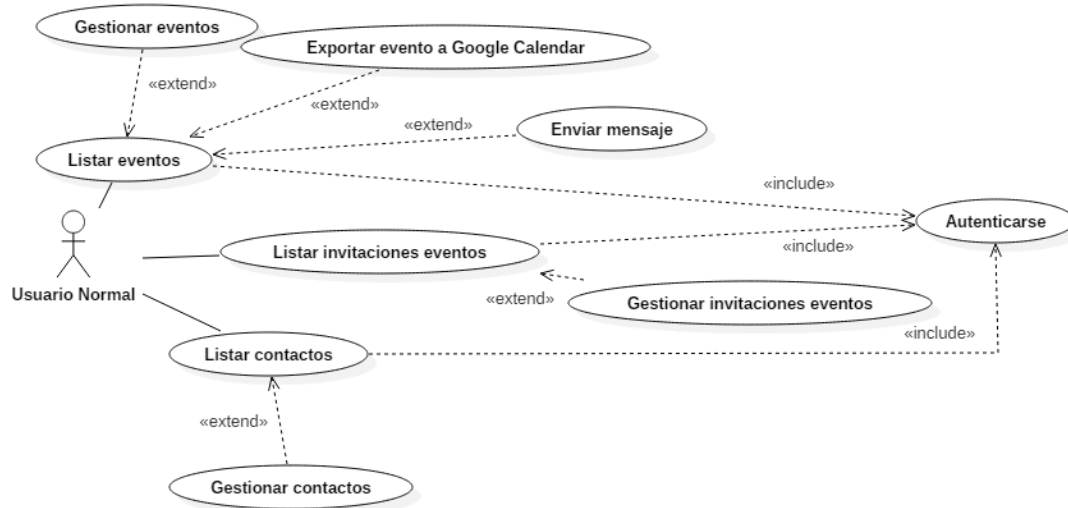 Gestionar eventos
Exportar evento a Google Calendar
«extend»
«extend»
«extend»
Enviar mensaje
Listar eventos
«include»
Autenticarse
Listar invitaciones eventos
«include»
Usuario Normal
«extend»
Gestionar invitaciones eventos
«include»
Listar contactos
«extend»
Gestionar contactos